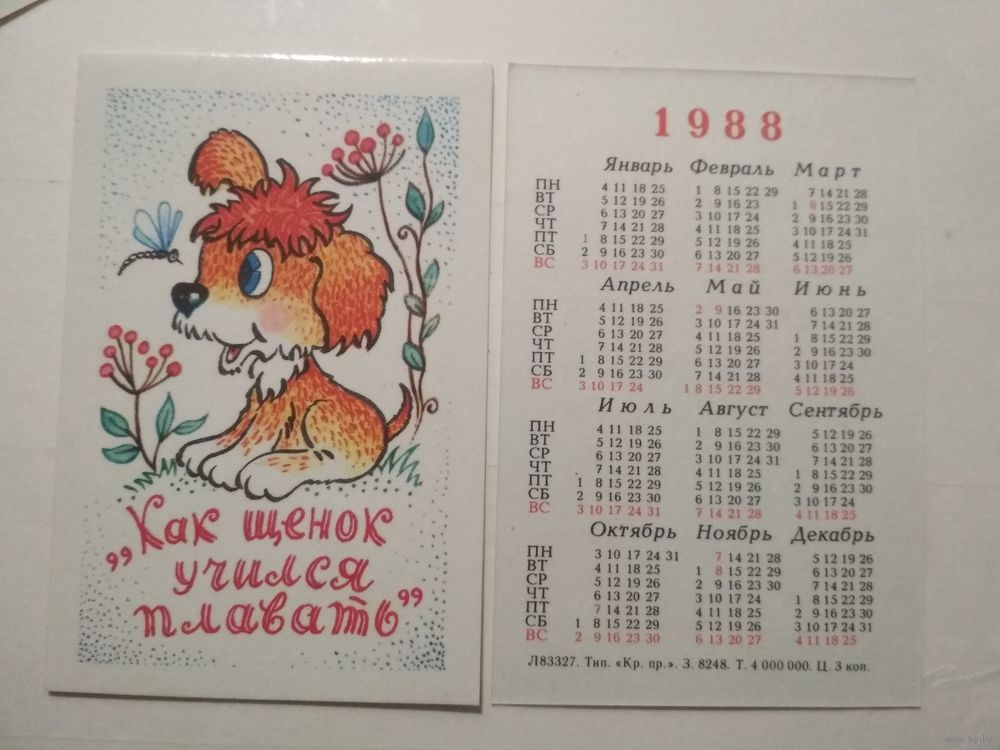 „Как щенок
учился
плавать”
1988
Январь Февраль Март
ПН 4 11 18 25 1 8 15 22 29 7 14 21 28
ВТ 5 12 19 26 2 9 16 23 1 8 15 22 29
СР 6 13 20 27 3 10 17 24 2 9 16 23 30
ЧТ 7 14 21 28 4 11 18 25 3 10 17 24 31
ПТ 1 8 15 22 29 5 12 19 26 4 11 18 25
СБ 2 9 16 23 30 6 13 20 27 5 12 19 26
ВС 3 10 17 24 31 7 14 21 28 6 13 20 27
Апрель Май Июнь
ПН 4 11 18 25 2 9 16 23 30 6 13 20 27
ВТ 5 12 19 26 3 10 17 24 31 7 14 21 28
СР 6 13 20 27 4 11 18 25 1 8 15 22 29
ЧТ 7 14 21 28 5 12 19 26 2 9 16 23 30
ПТ 1 8 15 22 29 6 13 20 27 3 10 17 24
СБ 2 9 16 23 30 7 14 21 28 4 11 18 25
ВС 3 10 17 24 1 8 15 22 29 5 12 19 26
Июль Август Сентябрь
ПН 4 11 18 25 1 8 15 22 29 5 12 19 26
ВТ 5 12 19 26 2 9 16 23 30 6 13 20 27
СР 6 13 20 27 3 10 17 24 31 7 14 21 28
ЧТ 7 14 21 28 4 11 18 25 1 8 15 22 29
ПТ 1 8 15 22 29 5 12 19 26 2 9 16 23 30
СБ 2 9 16 23 30 6 13 20 27 3 10 17 24
ВС 3 10 17 24 31 7 14 21 28 4 11 18 25
Октябрь Ноябрь Декабрь
ПН 3 10 17 24 31 7 14 21 28 5 12 19 26
ВТ 4 11 18 25 1 8 15 22 29 6 13 20 27
СР 5 12 19 26 2 9 16 23 30 7 14 21 28
ЧТ 6 13 20 27 3 10 17 24 1 8 15 22 29
ПТ 7 14 21 28 4 11 18 25 2 9 16 23 30
СБ 1 8 15 22 29 5 12 19 26 3 10 17 24 31
ВС 2 9 16 23 30 6 13 20 27 4 11 18 25
Л83327. Тип. «Кр. пр.». З. 8248. Т. 4 000 000. Ц. 3 коп.
www.ay.by